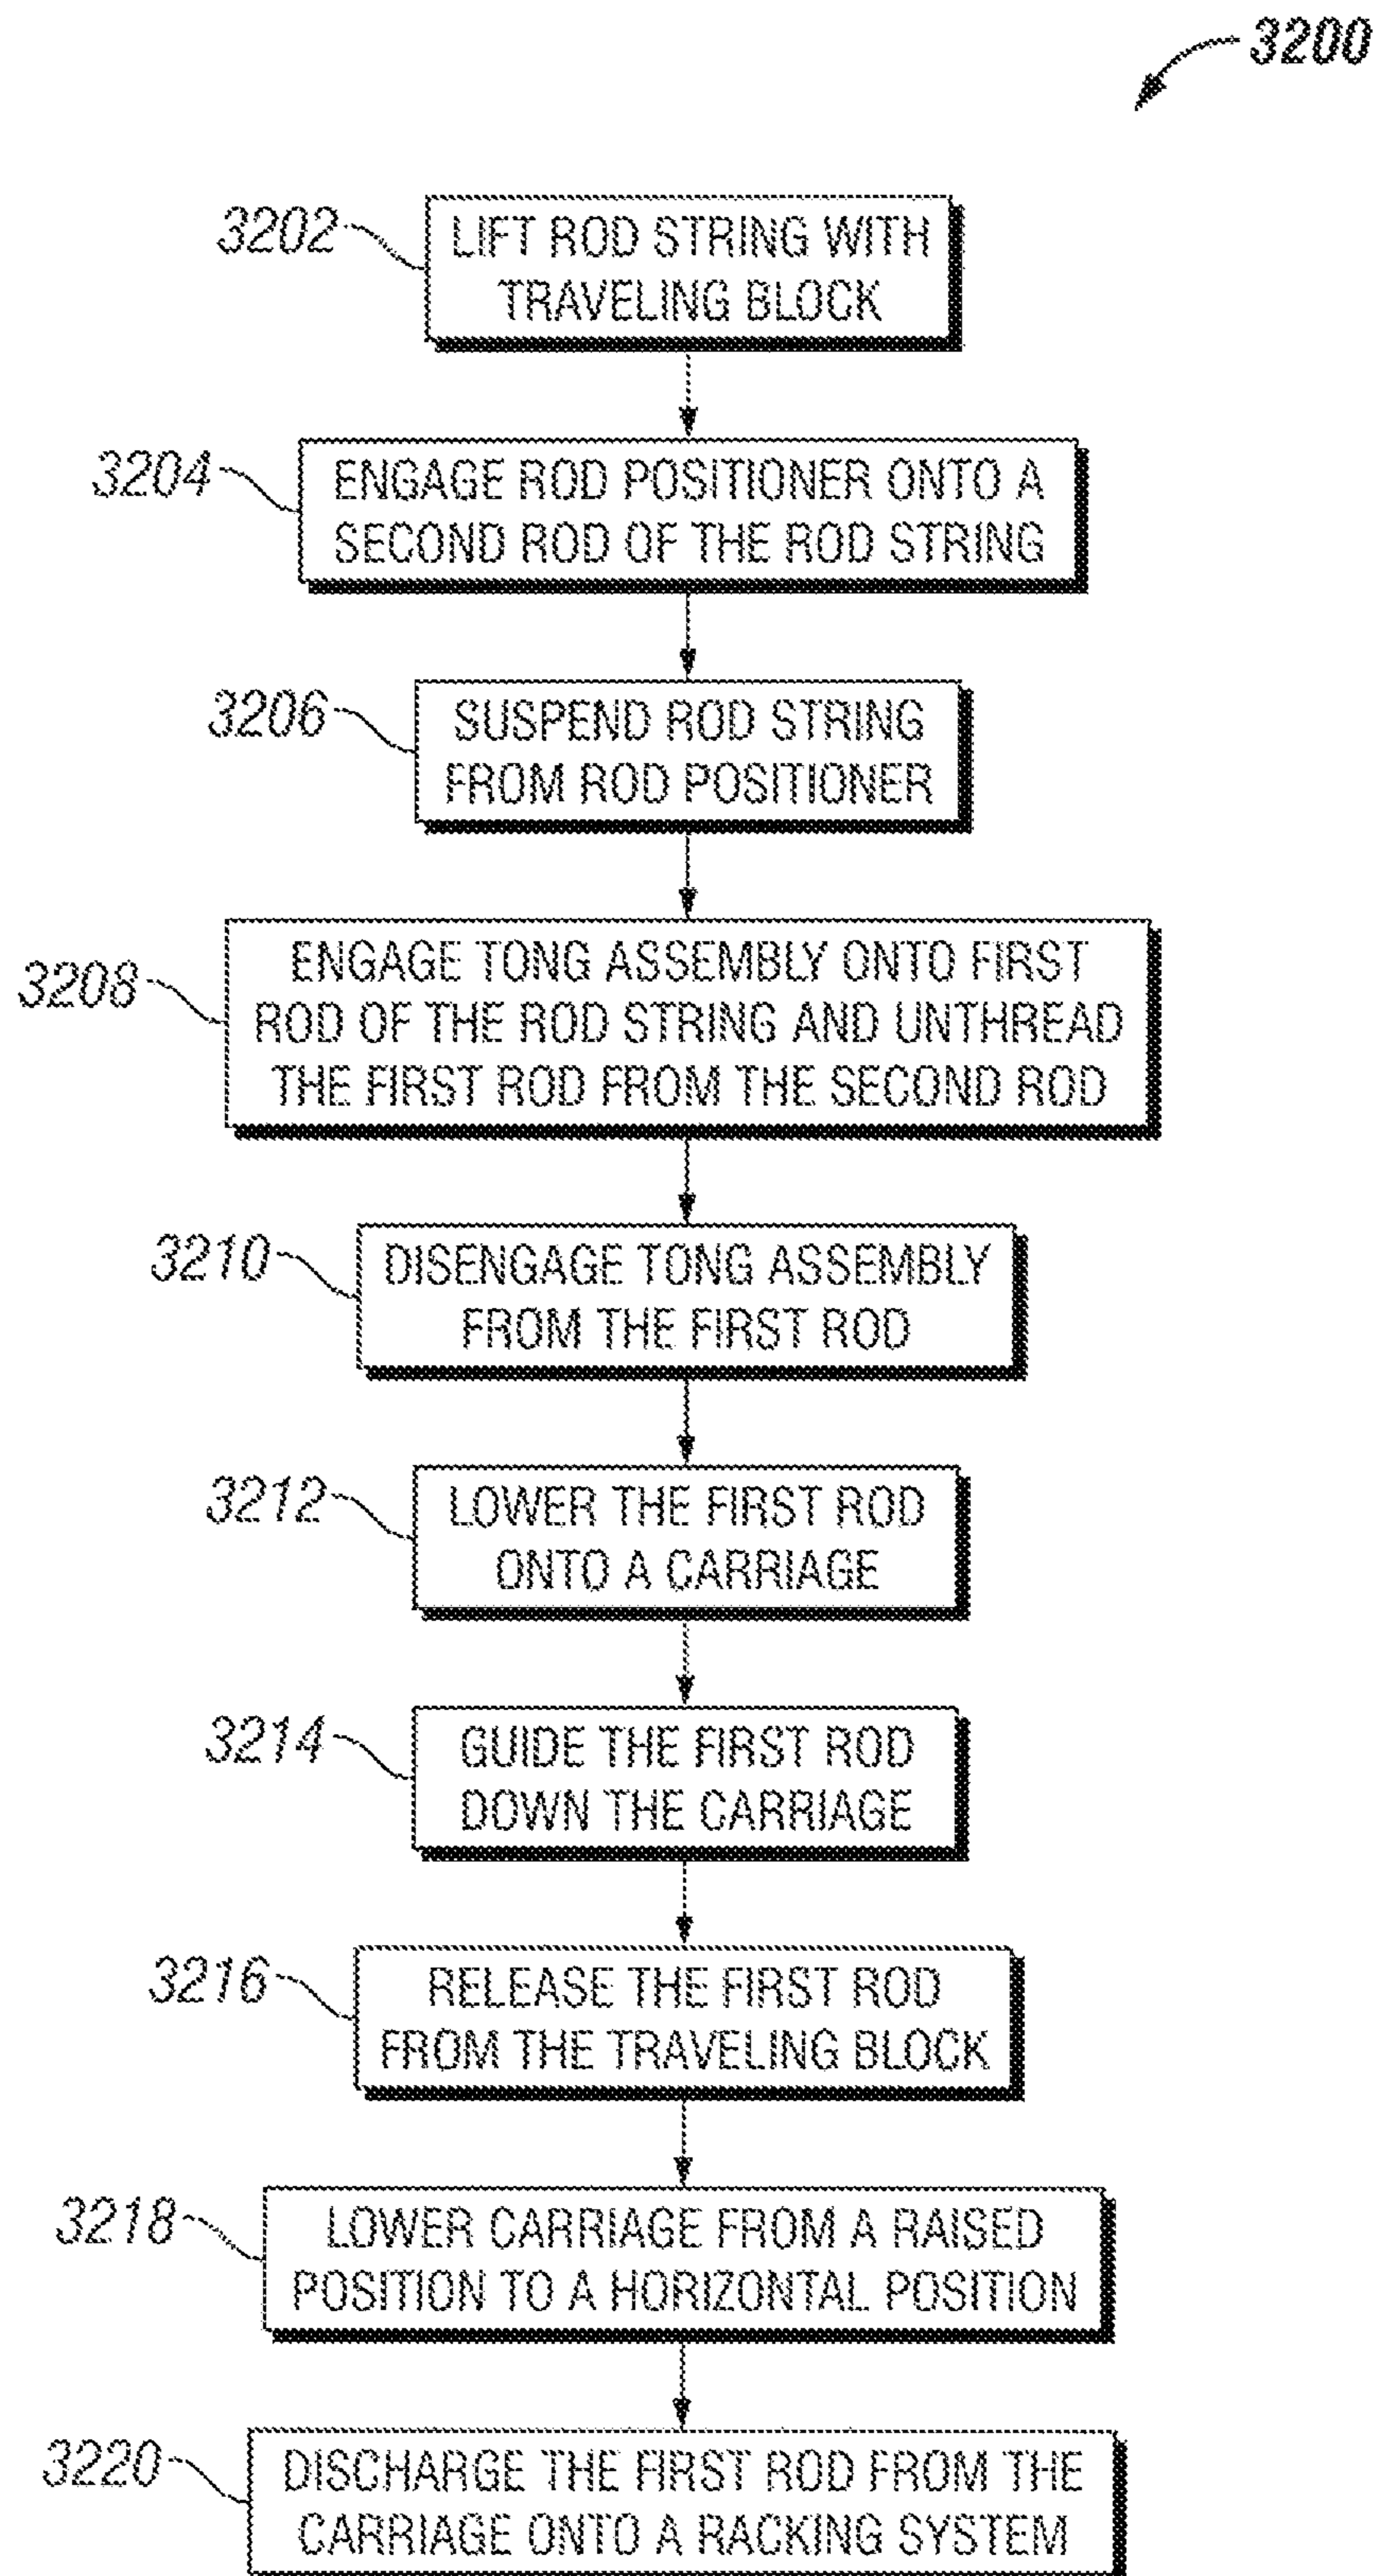 3200
3202
LIFT ROD STRING WITH
TRAVELING BLOCK
3204
ENGAGE ROD POSITIONER ONTO A
SECOND ROD OF THE ROD STRING
3206
SUSPEND ROD STRING
FROM ROD POSITIONER
3208
ENGAGE TONG ASSEMBLY ONTO FIRST
ROD OF THE ROD STRING AND UNTHREAD
THE FIRST ROD FROM THE SECOND ROD
3210
DISENGAGE TONG ASSEMBLY
FROM THE FIRST ROD
3212
LOWER THE FIRST ROD
ONTO A CARRIAGE
3214
GUIDE THE FIRST ROD
DOWN THE CARRIAGE
3216
RELEASE THE FIRST ROD
FROM THE TRAVELING BLOCK
3218
LOWER CARRIAGE FROM A RAISED
POSITION TO A HORIZONTAL POSITION
3220
DISCHARGE THE FIRST ROD FROM THE
CARRIAGE ONTO A RACKING SYSTEM